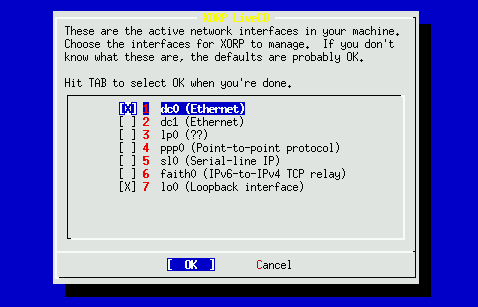 These are the active network interfaces in your machine.
Choose the interfaces for XORP to manage.  If you don't
know what these are, the defaults are probably OK.
Hit TAB to select OK when you're done.
[X] 1 dc0 (Ethernet)
[ ] 2 dc1 (Ethernet)
[ ] 3 lp0 (??)
[ ] 4 ppp0 (Point-to-point protocol)
[ ] 5 sl0 (Serial-line IP)
[ ] 6 faith0 (IPv6-to-IPv4 TCP relay)
[X] 7 lo0 (Loopback interface)
[ OK ] Cancel